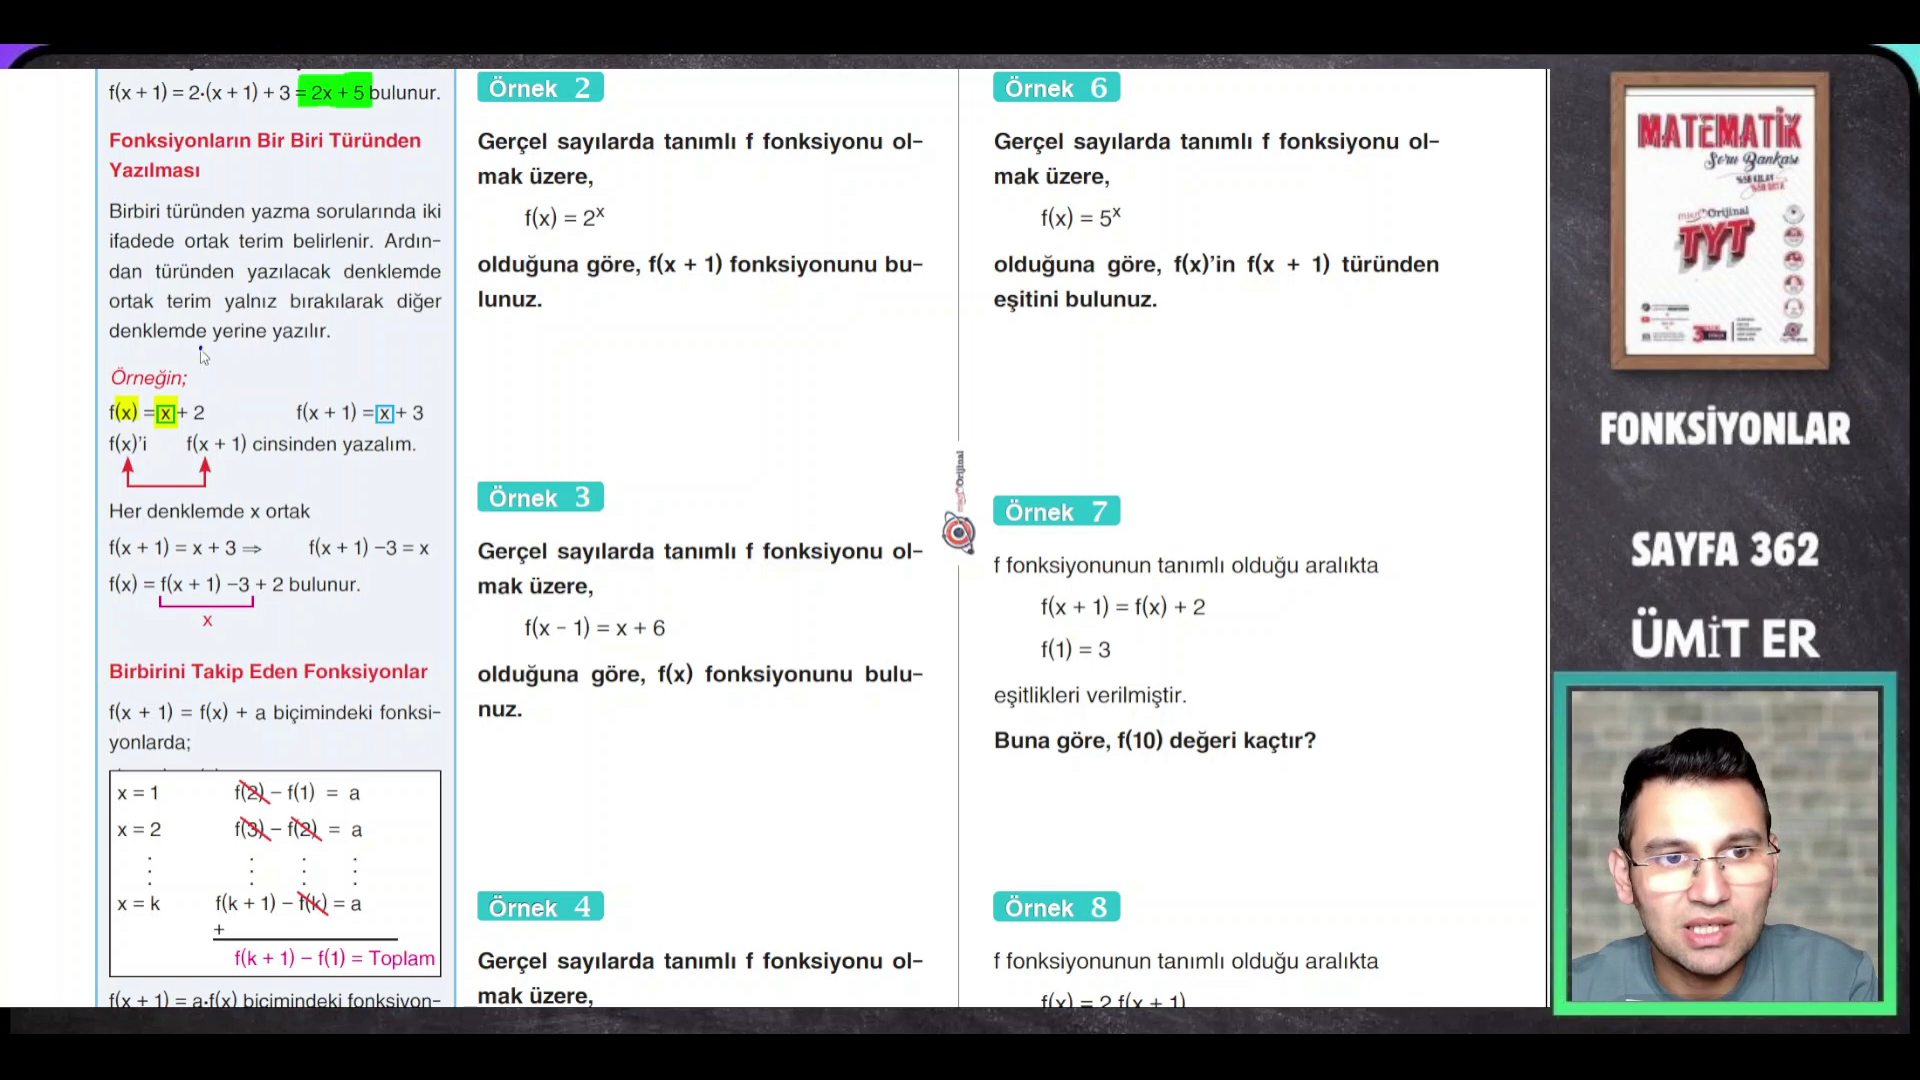 f(x + 1) = 2·(x + 1) + 3 = 2x + 5 bulunur.
Fonksiyonların Bir Biri Türünden
Yazılması
Birbiri türünden yazma sorularında iki
ifadede ortak terim belirlenir. Ardın-
dan türünden yazılacak denklemde
ortak terim yalnız bırakılarak diğer
denklemde yerine yazılır.
Örneğin;
f(x) = x + 2 f(x + 1) = x + 3
f(x)'i f(x + 1) cinsinden yazalım.
Her denklemde x ortak
f(x + 1) = x + 3 ⇒ f(x + 1) –3 = x
f(x) = f(x + 1) –3 + 2 bulunur.
x
Birbirini Takip Eden Fonksiyonlar
f(x + 1) = f(x) + a biçimindeki fonksi-
yonlarda;
x = 1 f(2) – f(1) = a
x = 2 f(3) – f(2) = a
x = k f(k + 1) – f(k) = a
+
f(k + 1) – f(1) = Toplam
f(x + 1) = a·f(x) biçimindeki fonksiyon-
Örnek 2
Gerçel sayılarda tanımlı f fonksiyonu ol-
mak üzere,
f(x) = 2ˣ
olduğuna göre, f(x + 1) fonksiyonunu bu-
lunuz.
Örnek 3
Gerçel sayılarda tanımlı f fonksiyonu ol-
mak üzere,
f(x – 1) = x + 6
olduğuna göre, f(x) fonksiyonunu bulu-
nuz.
Örnek 4
Gerçel sayılarda tanımlı f fonksiyonu ol-
mak üzere,
Orijinal
Örnek 6
Gerçel sayılarda tanımlı f fonksiyonu ol-
mak üzere,
f(x) = 5ˣ
olduğuna göre, f(x)'in f(x + 1) türünden
eşitini bulunuz.
Örnek 7
f fonksiyonunun tanımlı olduğu aralıkta
f(x + 1) = f(x) + 2
f(1) = 3
eşitlikleri verilmiştir.
Buna göre, f(10) değeri kaçtır?
Örnek 8
f fonksiyonunun tanımlı olduğu aralıkta
f(x) = 2 f(x + 1)
MATEMATİK
Soru Bankası
Orijinal
TYT
FONKSİYONLAR
SAYFA 362
ÜMİT ER